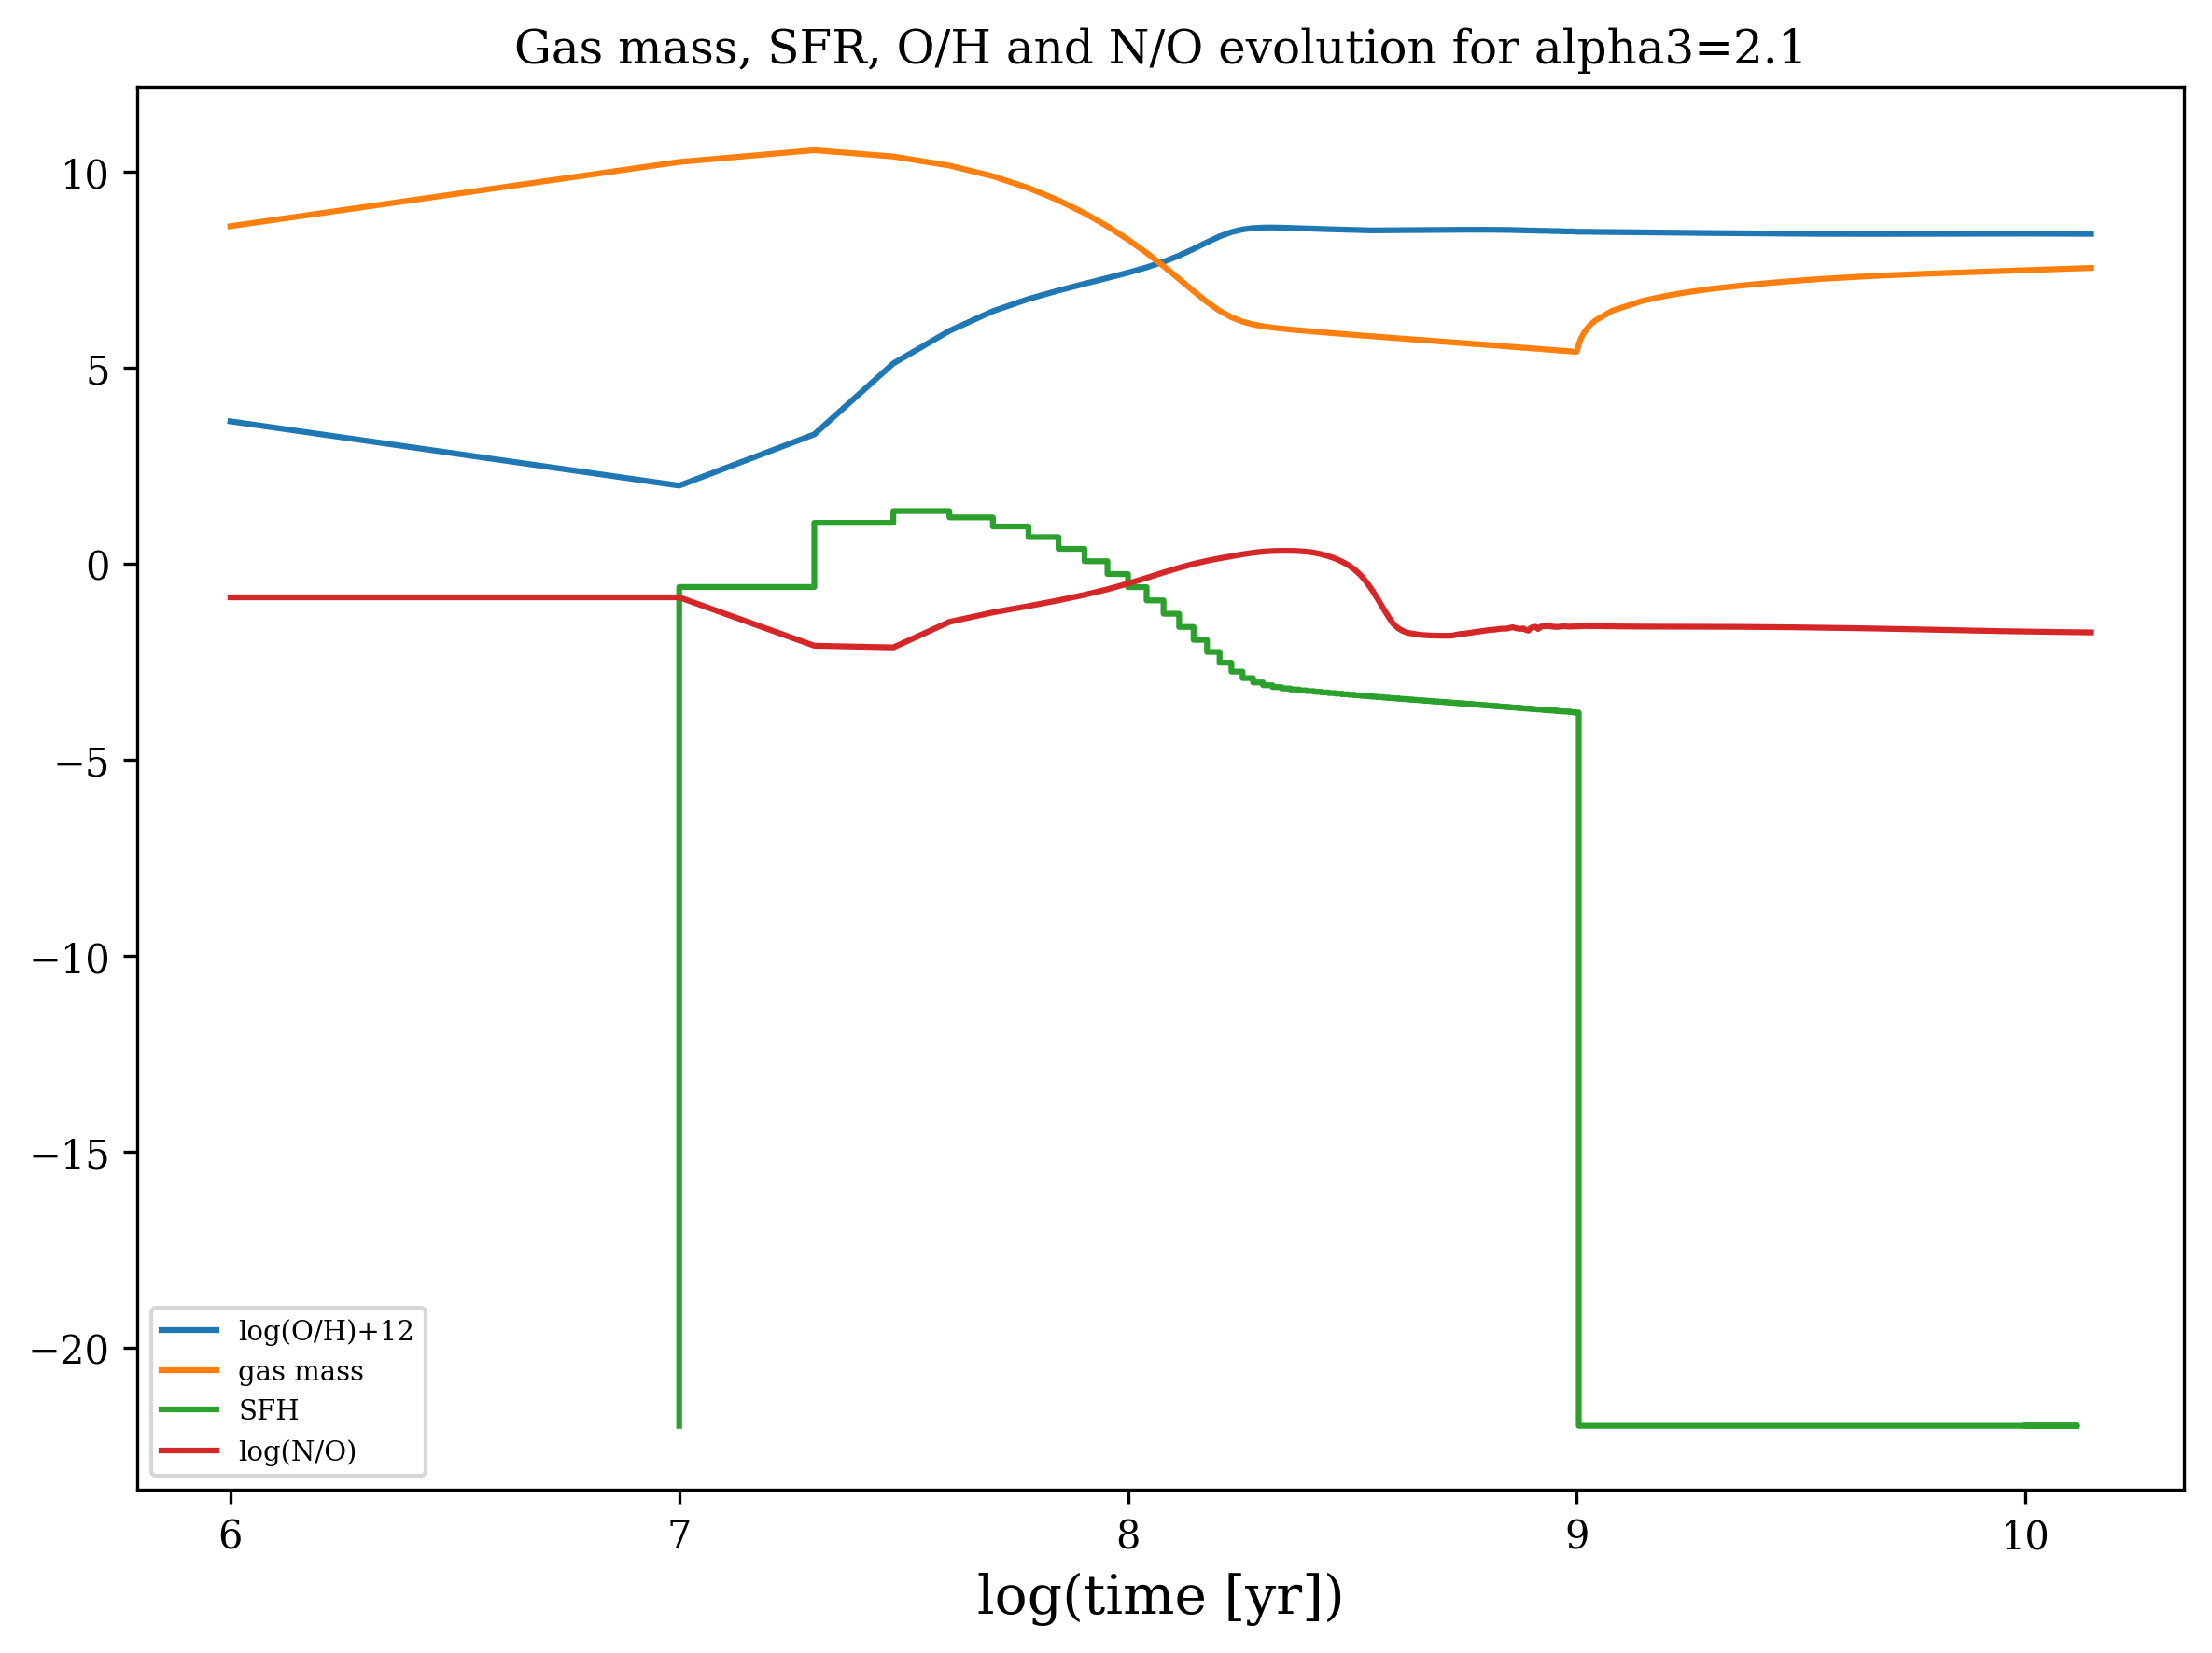 Gas mass, SFR, O/H and N/O evolution for alpha3=2.1
10
5
0
−5
−10
−15
−20
log(O/H)+12
gas mass
SFH
log(N/O)
6 7 8 9 10
log(time [yr])